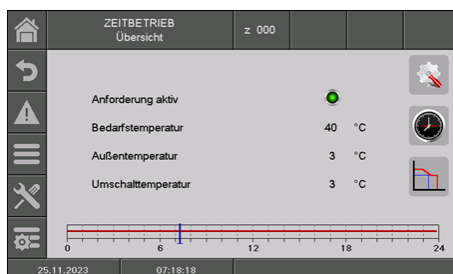 ZEITBETRIEB
Übersicht
z 000
Anforderung aktiv
Bedarfstemperatur 40 °C
Außentemperatur 3 °C
Umschalttemperatur 3 °C
0 6 12 18 24
25.11.2023 07:18:18